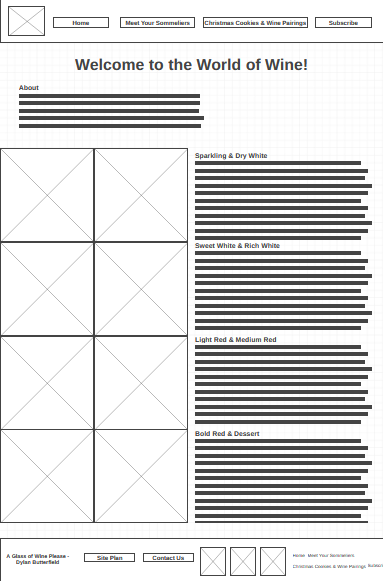 Home
Meet Your Sommeliers
Christmas Cookies & Wine Pairings
Subscribe
Welcome to the World of Wine!
About
Sparkling & Dry White
Sweet White & Rich White
Light Red & Medium Red
Bold Red & Dessert
A Glass of Wine Please -
Dylan Butterfield
Site Plan
Contact Us
Home Meet Your Sommeliers
Christmas Cookies & Wine Pairings Subscri